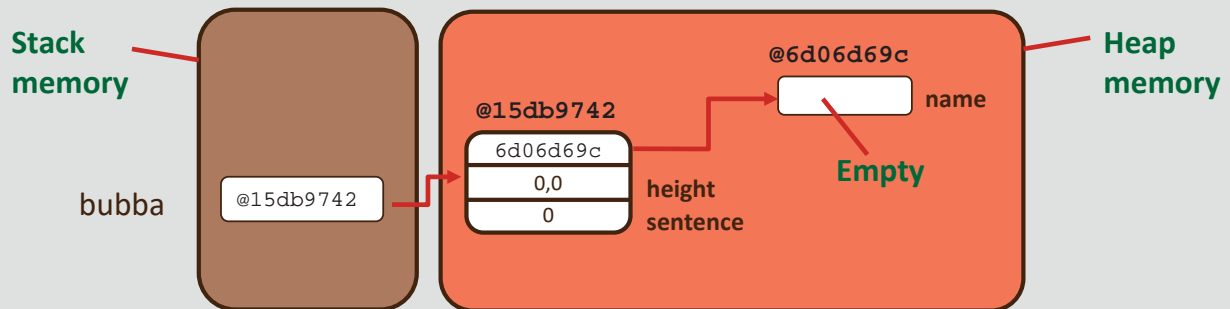 Stack
memory
bubba
@15db9742
@15db9742
6d06d69c
0,0
0
height
sentence
@6d06d69c
name
Empty
Heap
memory